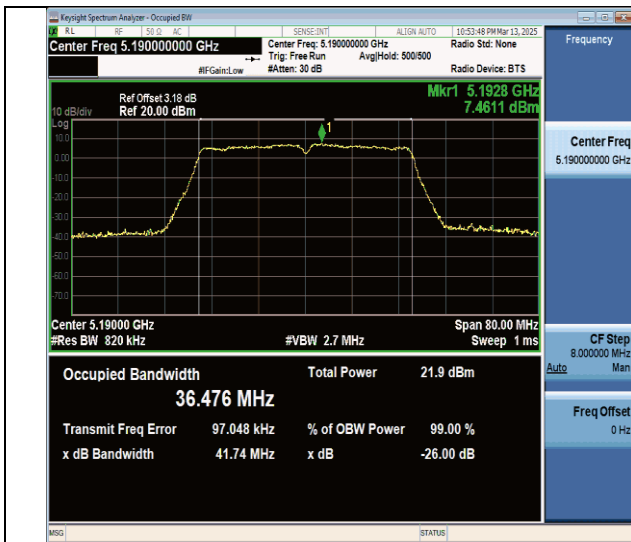 Keysight Spectrum Analyzer - Occupied BW
RL RF 50 Ω AC SENSE:INT ALIGN AUTO 10:53:48 PM Mar 13, 2025
Center Freq 5.190000000 GHz Center Freq: 5.190000000 GHz Radio Std: None
Trig: Free Run Avg|Hold: 500/500
#IFGain:Low #Atten: 30 dB Radio Device: BTS
Frequency
Mkr1 5.1928 GHz
7.4611 dBm
Ref Offset 3.18 dB
10 dB/div Ref 20.00 dBm
Log
1
10.0
0.00
-10.0
-20.0
-30.0
-40.0
-50.0
-60.0
-70.0
Center 5.19000 GHz Span 80.00 MHz
#Res BW 820 kHz #VBW 2.7 MHz Sweep 1 ms
Occupied Bandwidth Total Power 21.9 dBm
36.476 MHz
Transmit Freq Error 97.048 kHz % of OBW Power 99.00 %
x dB Bandwidth 41.74 MHz x dB -26.00 dB
Center Freq
5.190000000 GHz
CF Step
8.000000 MHz
Auto Man
Freq Offset
0 Hz
MSG STATUS